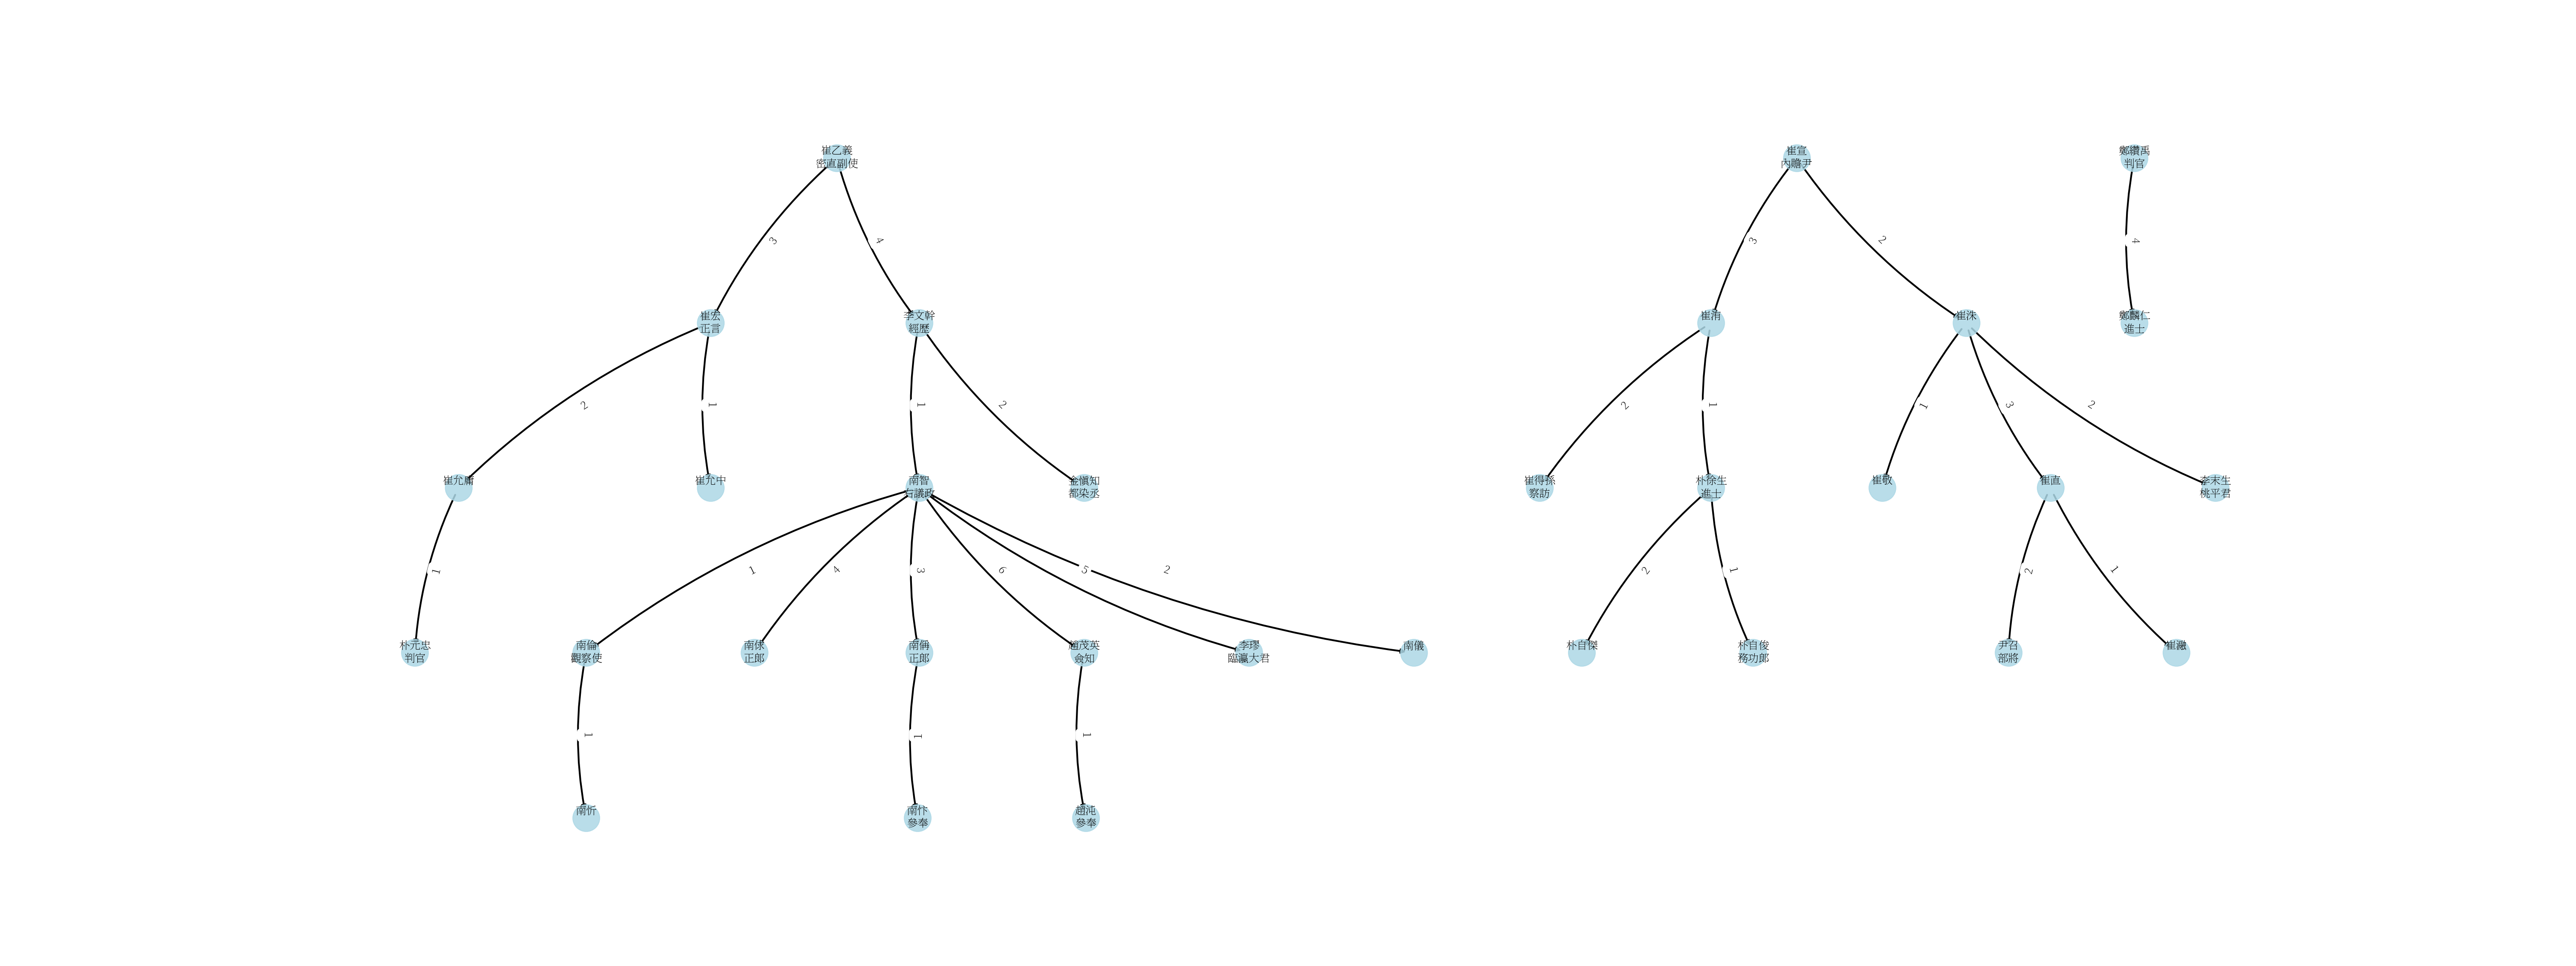 崔乙義
密直副使
崔宣
內贍尹
鄭纘禹
判官
3
4
3
2
4
崔宏
正言
李文幹
經歷
崔渻
崔洙
鄭麟仁
進士
2
1
1
2
2
1
1
3
2
崔允庸
崔允中
南智
右議政
金愼知
都染丞
崔得孫
察訪
朴徐生
進士
崔敬
崔直
李末生
桃平君
1
1
4
3
6
5
2
2
1
2
1
朴元忠
判官
南倫
觀察使
南俅
正郎
南偁
正郎
趙茂英
僉知
李璆
臨瀛大君
南儀
朴自傑
朴自俊
務功郎
尹召
部將
崔瀜
1
1
1
南忻
南忭
參奉
趙沌
參奉